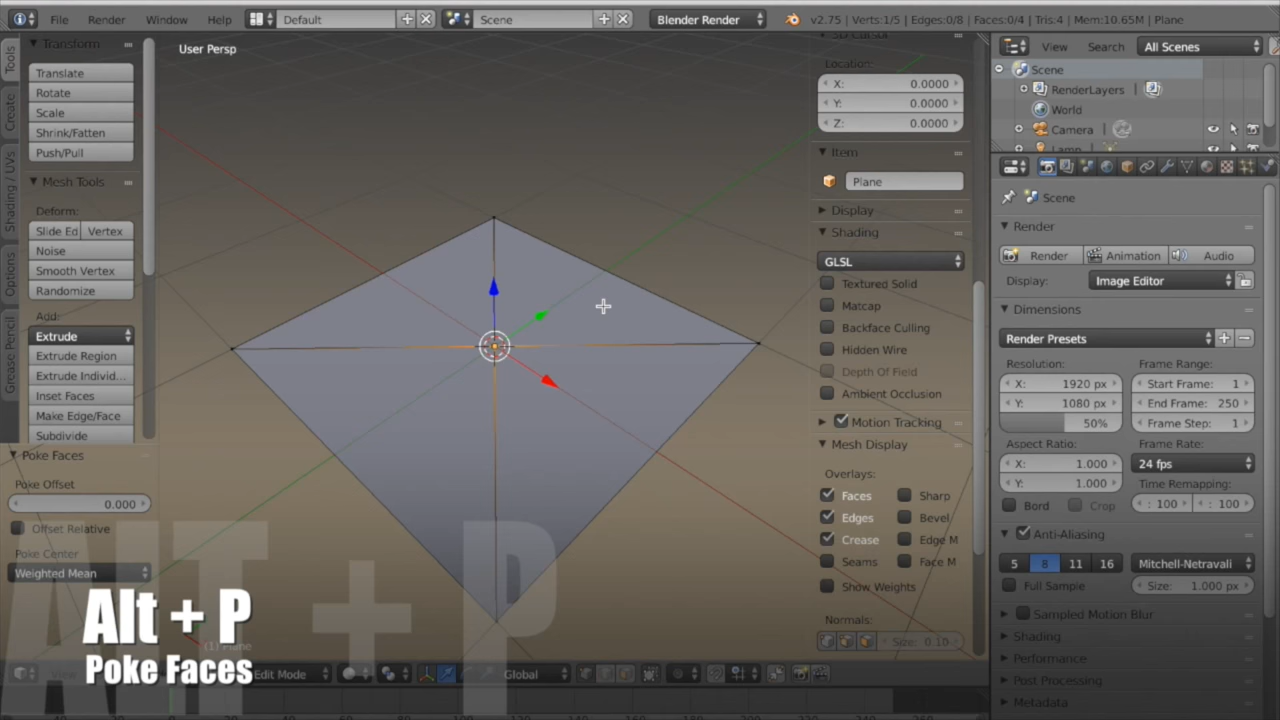 File Render Window Help Default Scene Blender Render v2.75 | Verts:1/5 | Edges:0/8 | Faces:0/4 | Tris:4 | Mem:10.65M | Plane
Tools
Create
Shading / UVs
Options
Grease Pencil
Transform
Translate
Rotate
Scale
Shrink/Fatten
Push/Pull
Mesh Tools
Deform:
Slide Ed Vertex
Noise
Smooth Vertex
Randomize
Add:
Extrude
Extrude Region
Extrude Individ...
Inset Faces
Make Edge/Face
Subdivide
Poke Faces
Poke Offset
0.000
Offset Relative
Poke Center
Weighted Mean
Alt + P
Alt + P
Poke Faces
User Persp
(1) Plane
View
Edit Mode
Global
3D Cursor
Location:
X: 0.0000
Y: 0.0000
Z: 0.0000
Item
Plane
Display
Shading
GLSL
Textured Solid
Matcap
Backface Culling
Hidden Wire
Depth Of Field
Ambient Occlusion
Motion Tracking
Mesh Display
Overlays:
Faces Sharp
Edges Bevel
Crease Edge M
Seams Face M
Show Weights
Normals:
Size: 0.10
View Search All Scenes
Scene
RenderLayers
World
Camera
Lamp
Scene
Render
Render Animation Audio
Display: Image Editor
Dimensions
Render Presets
Resolution: Frame Range:
X: 1920 px Start Frame: 1
Y: 1080 px End Frame: 250
50% Frame Step: 1
Aspect Ratio: Frame Rate:
X: 1.000 24 fps
Y: 1.000 Time Remapping:
Bord Crop : 100 : 100
Anti-Aliasing
5 8 11 16 Mitchell-Netravali
Full Sample Size: 1.000 px
Sampled Motion Blur
Shading
Performance
Post Processing
Metadata